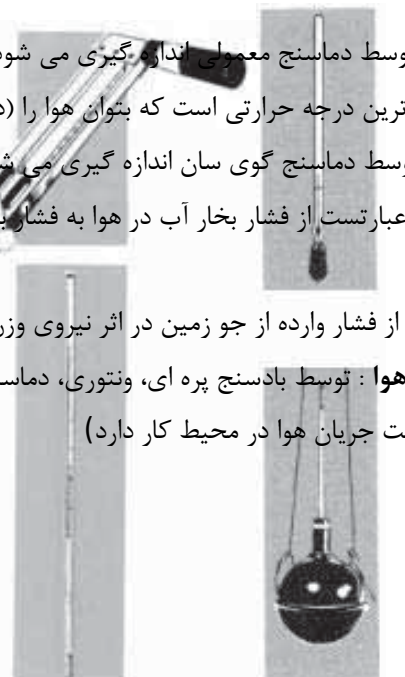 وسط دماسنج معمولی اندازه گیری می شود
ترین درجه حرارتی است که بتوان هوا را (د
وسط دماسنج گوی سان اندازه گیری می ش
عبارتست از فشار بخار آب در هوا به فشار ب
از فشار وارده از جو زمین در اثر نیروی وزن
هوا : توسط بادسنج پره ای، ونتوری، دماس
ت جریان هوا در محیط کار دارد)